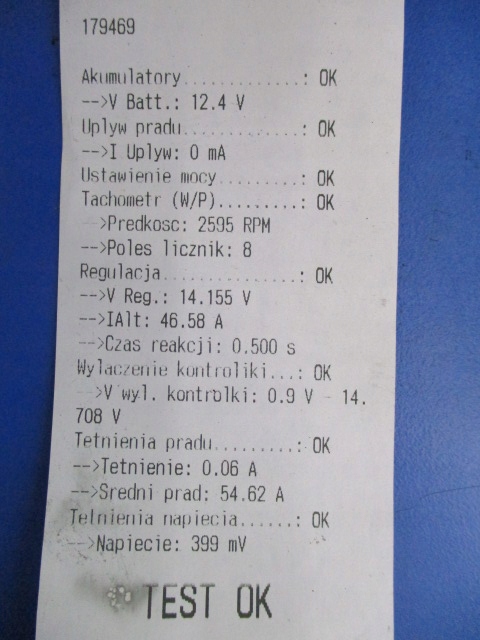 179469
Akumulatory.............: OK
-->V Batt.: 12.4 V
Uplyw pradu.............: OK
-->I Uplyw: 0 mA
Ustawienie mocy.........: OK
Tachometr (W/P).........: OK
-->Predkosc: 2595 RPM
-->Poles licznik: 8
Regulacja...............: OK
-->V Reg.: 14.155 V
-->IAlt: 46.58 A
-->Czas reakcji: 0.500 s
Wylaczenie kontroliki...: OK
-->V wyl. kontrolki: 0.9 V - 14.
708 V
Tetnienia pradu.........: OK
-->Tetnienie: 0.06 A
-->Sredni prad: 54.62 A
Tetnienia napiecia......: OK
-->Napiecie: 399 mV
TEST OK